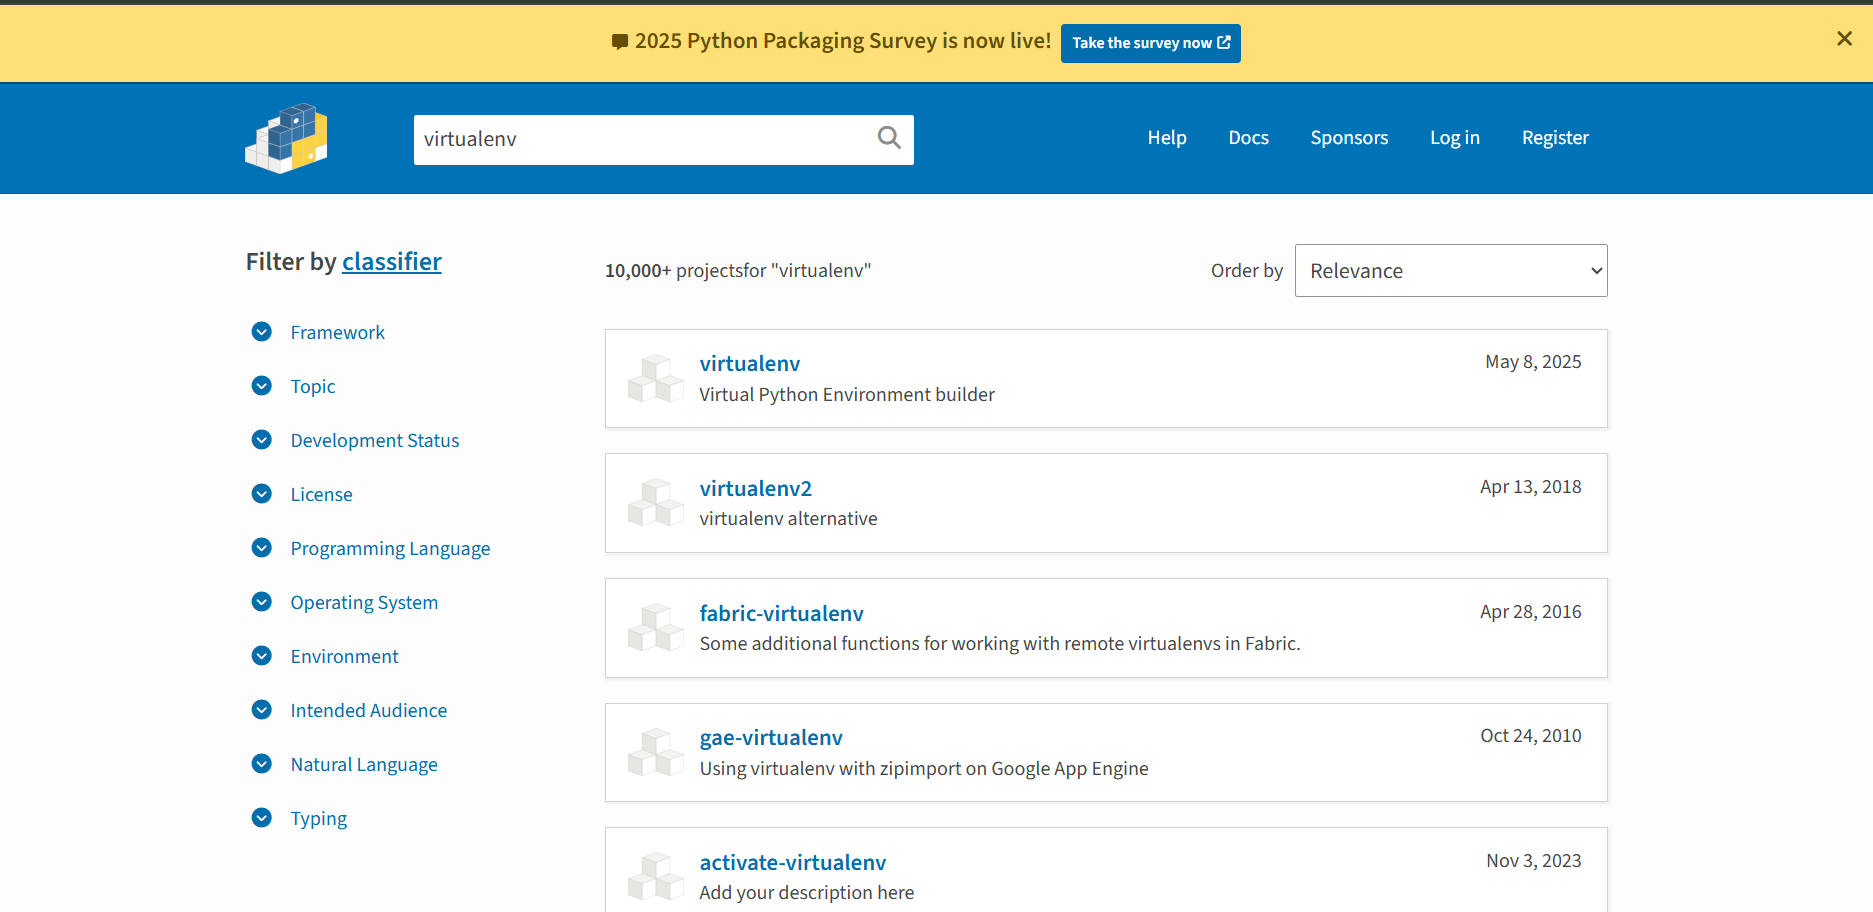 2025 Python Packaging Survey is now live! Take the survey now
virtualenv
Help Docs Sponsors Log in Register
Filter by classifier
Framework
Topic
Development Status
License
Programming Language
Operating System
Environment
Intended Audience
Natural Language
Typing
10,000+ projectsfor "virtualenv"
Order by Relevance
virtualenv May 8, 2025
Virtual Python Environment builder
virtualenv2 Apr 13, 2018
virtualenv alternative
fabric-virtualenv Apr 28, 2016
Some additional functions for working with remote virtualenvs in Fabric.
gae-virtualenv Oct 24, 2010
Using virtualenv with zipimport on Google App Engine
activate-virtualenv Nov 3, 2023
Add your description here